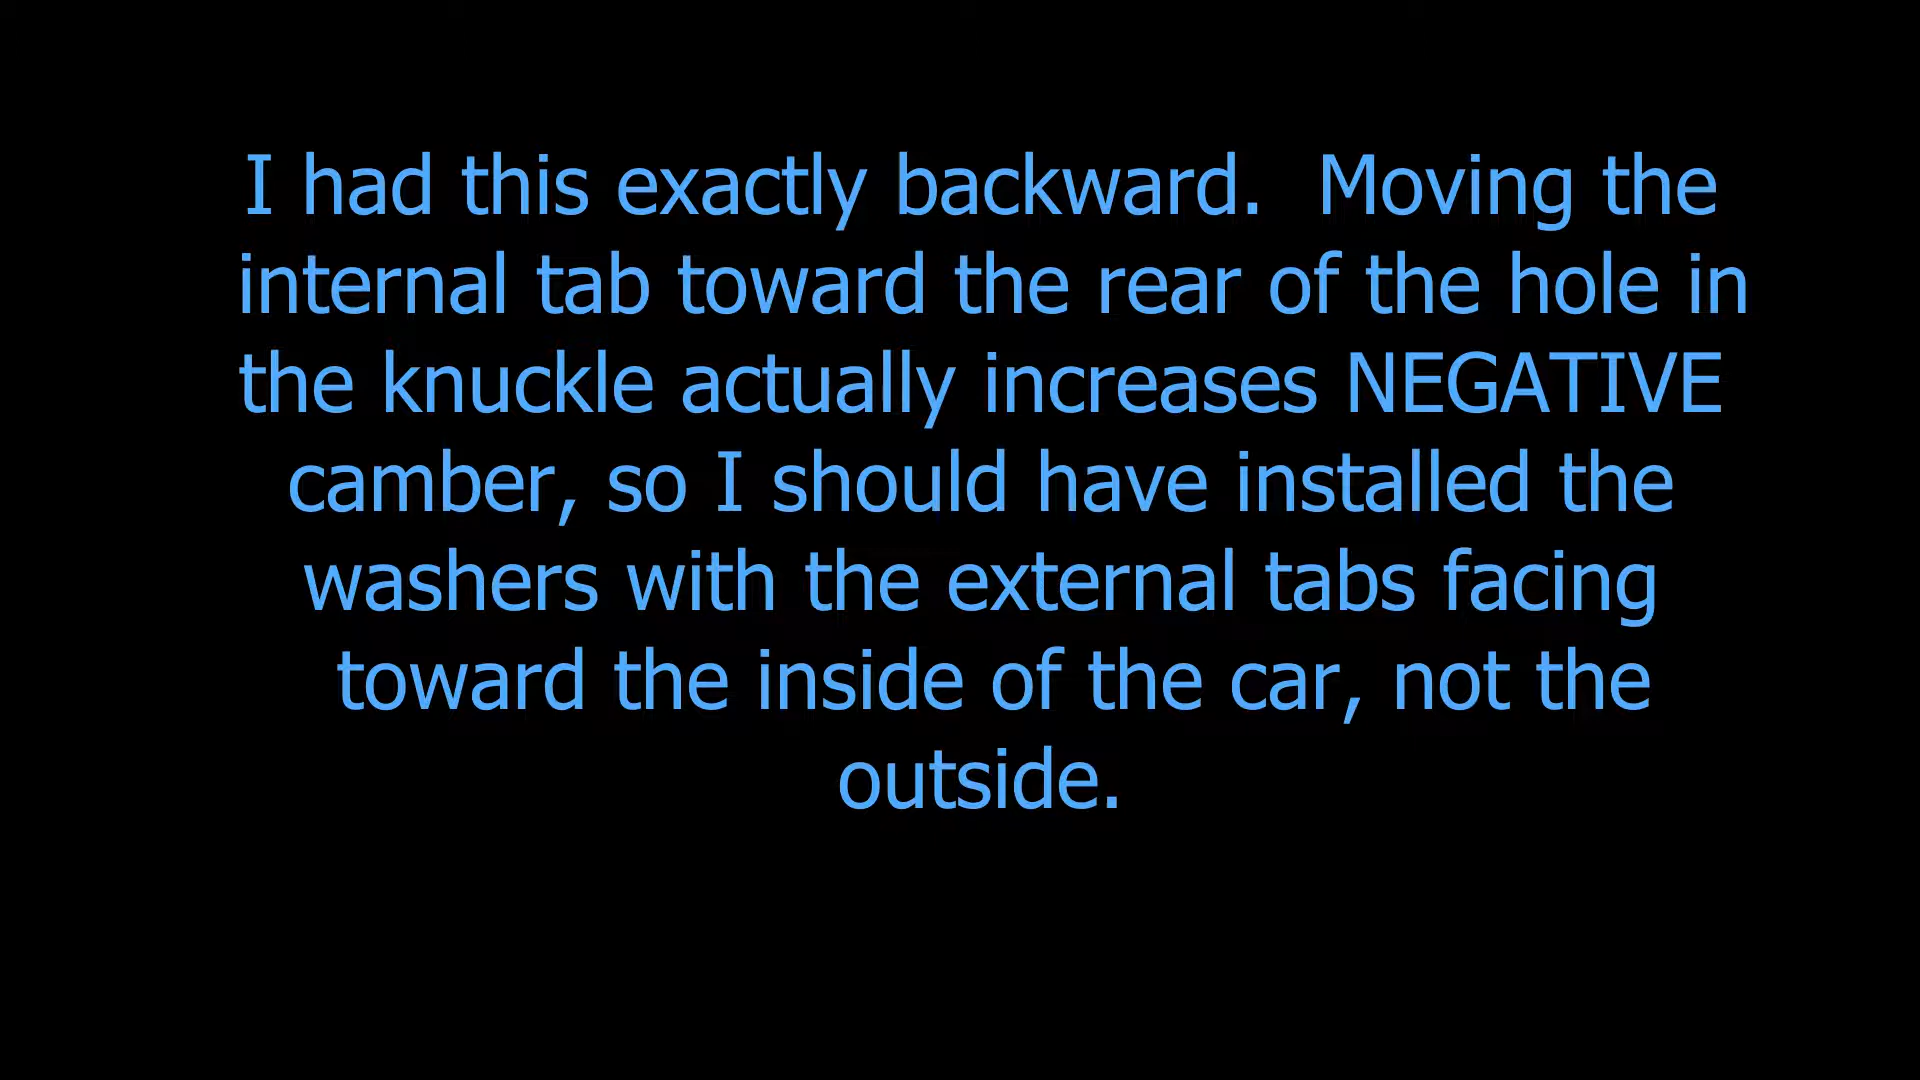 I had this exactly backward.  Moving the
internal tab toward the rear of the hole in
the knuckle actually increases NEGATIVE
camber, so I should have installed the
washers with the external tabs facing
toward the inside of the car, not the
outside.